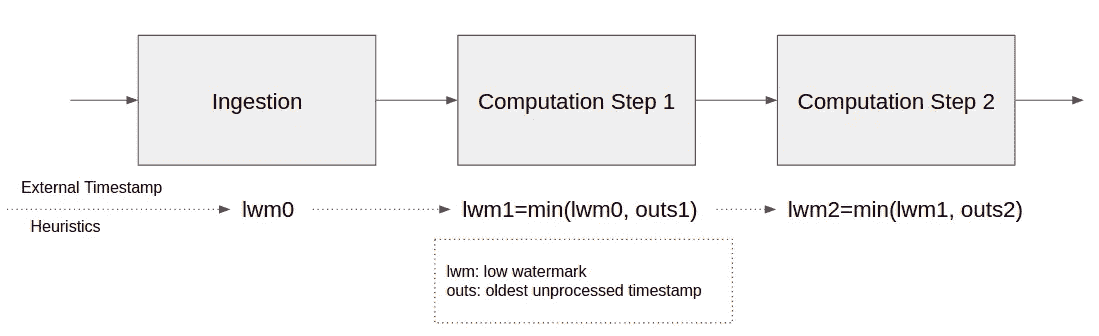 Ingestion
Computation Step 1
Computation Step 2
External Timestamp
Heuristics
lwm0
lwm1=min(lwm0, outs1)
lwm2=min(lwm1, outs2)
lwm: low watermark
outs: oldest unprocessed timestamp